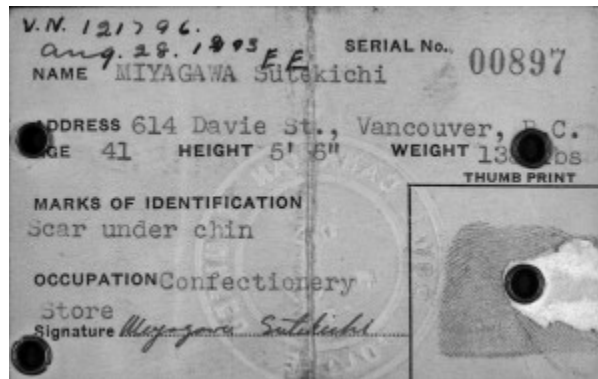 V.N. 121796.
Aug. 28. 1893 E.E.
SERIAL No. 00897
NAME MIYAGAWA Sutekichi
ADDRESS 614 Davie St., Vancouver, B.C.
AGE 41 HEIGHT 5' 6" WEIGHT lbs
THUMB PRINT
MARKS OF IDENTIFICATION
Scar under chin
OCCUPATION Confectionery
Store
Signature Miyagawa Sutekichi